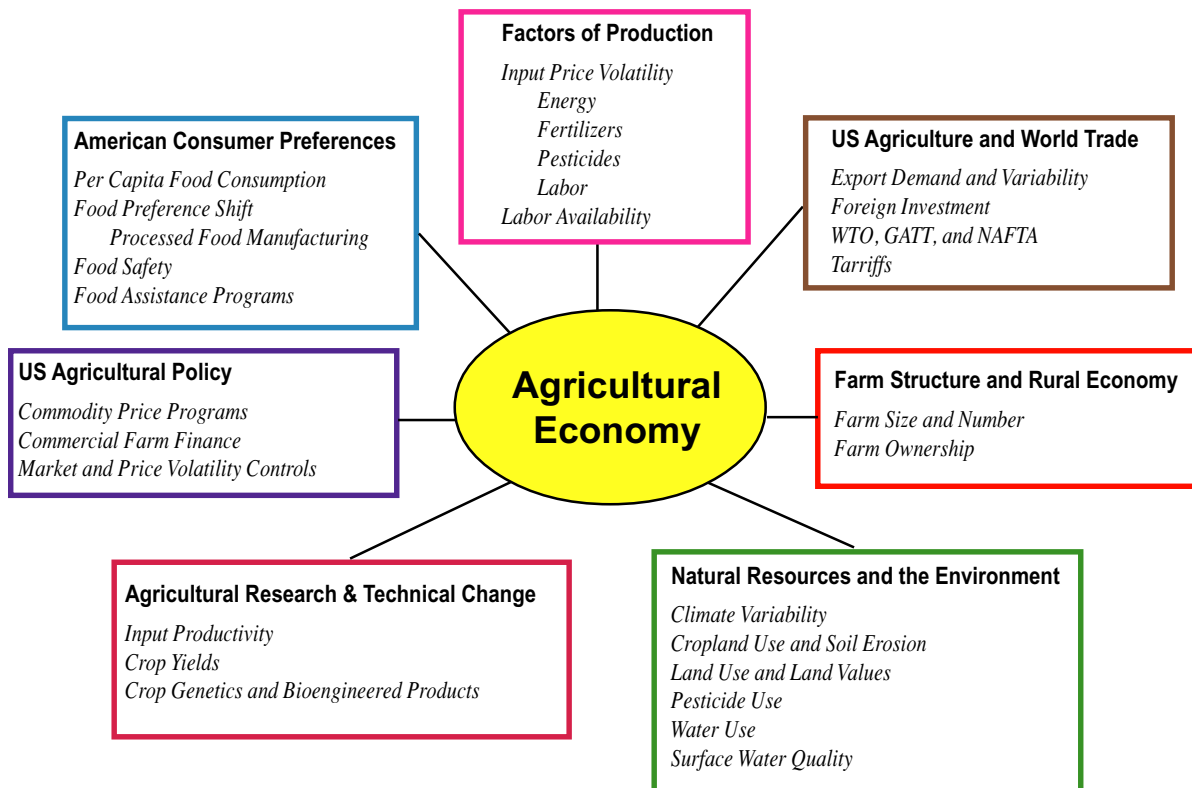 Factors of Production
Input Price Volatility
Energy
Fertilizers
Pesticides
Labor
Labor Availability
American Consumer Preferences
Per Capita Food Consumption
Food Preference Shift
Processed Food Manufacturing
Food Safety
Food Assistance Programs
US Agriculture and World Trade
Export Demand and Variability
Foreign Investment
WTO, GATT, and NAFTA
Tarriffs
US Agricultural Policy
Commodity Price Programs
Commercial Farm Finance
Market and Price Volatility Controls
Agricultural
Economy
Farm Structure and Rural Economy
Farm Size and Number
Farm Ownership
Agricultural Research & Technical Change
Input Productivity
Crop Yields
Crop Genetics and Bioengineered Products
Natural Resources and the Environment
Climate Variability
Cropland Use and Soil Erosion
Land Use and Land Values
Pesticide Use
Water Use
Surface Water Quality